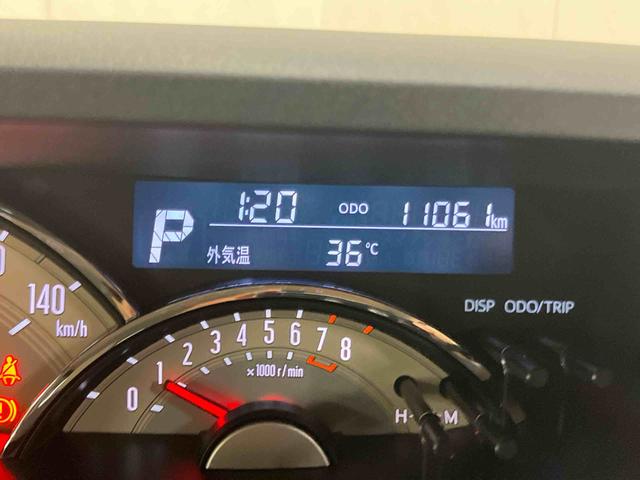 1:20 ODO 11061km
P
外気温 36℃
DISP ODO/TRIP
140
km/h
0 1 2 3 4 5 6 7 8
×1000 r/min
H M